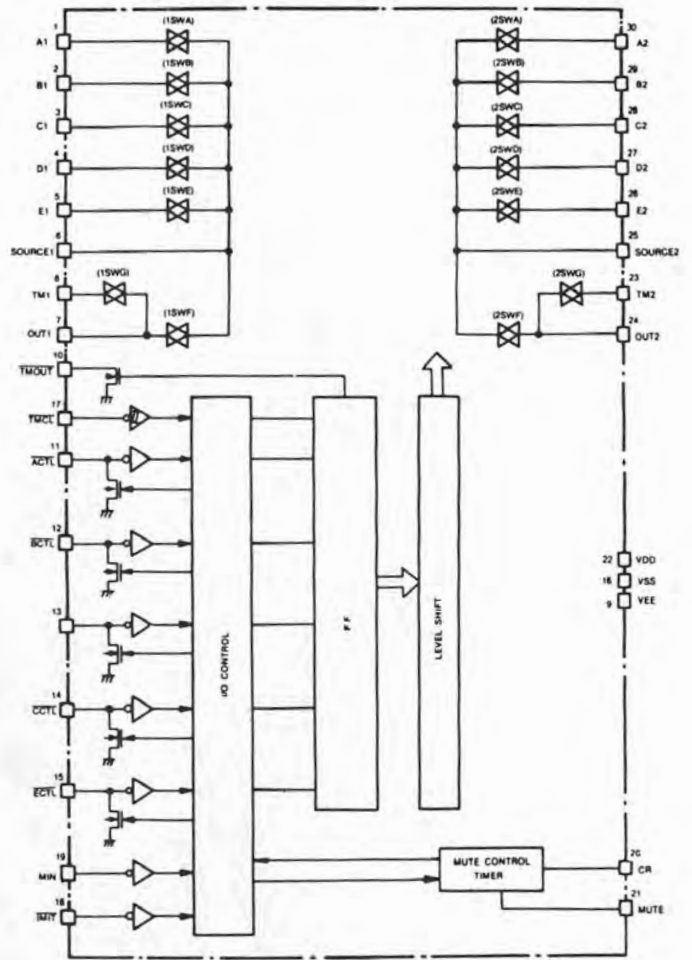 1
A1
(1SWA)
(2SWA)
30
A2
2
B1
(1SWB)
(2SWB)
29
B2
3
C1
(1SWC)
(2SWC)
28
C2
4
D1
(1SWD)
(2SWD)
27
D2
5
E1
(1SWE)
(2SWE)
26
E2
6
SOURCE1
25
SOURCE2
8
TM1
(1SWG)
(2SWG)
23
TM2
7
OUT1
(1SWF)
(2SWF)
24
OUT2
10
TMOUT
17
TMCL
11
ACTL
12
BCTL
13
14
CCTL
15
ECTL
19
MIN
18
I/O CONTROL
F.F
LEVEL SHIFT
22 VDD
16 VSS
9 VEE
MUTE CONTROL
TIMER
20
CR
21
MUTE